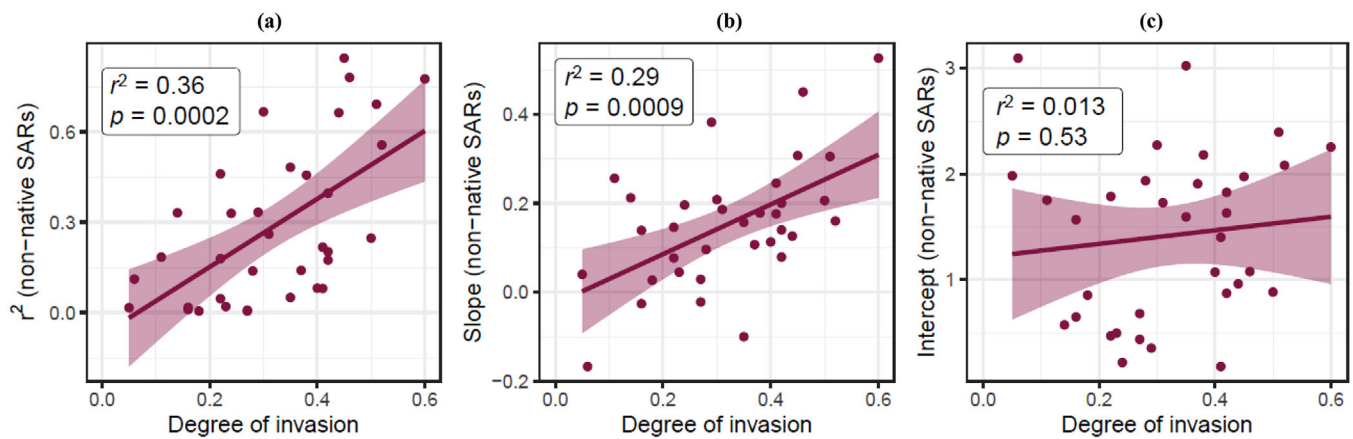 (a)
r² = 0.36
p = 0.0002
r² (non-native SARs)
0.6
0.3
0.0
0.0 0.2 0.4 0.6
Degree of invasion
(b)
r² = 0.29
p = 0.0009
Slope (non-native SARs)
0.4
0.2
0.0
−0.2
0.0 0.2 0.4 0.6
Degree of invasion
(c)
r² = 0.013
p = 0.53
Intercept (non-native SARs)
3
2
1
0.0 0.2 0.4 0.6
Degree of invasion